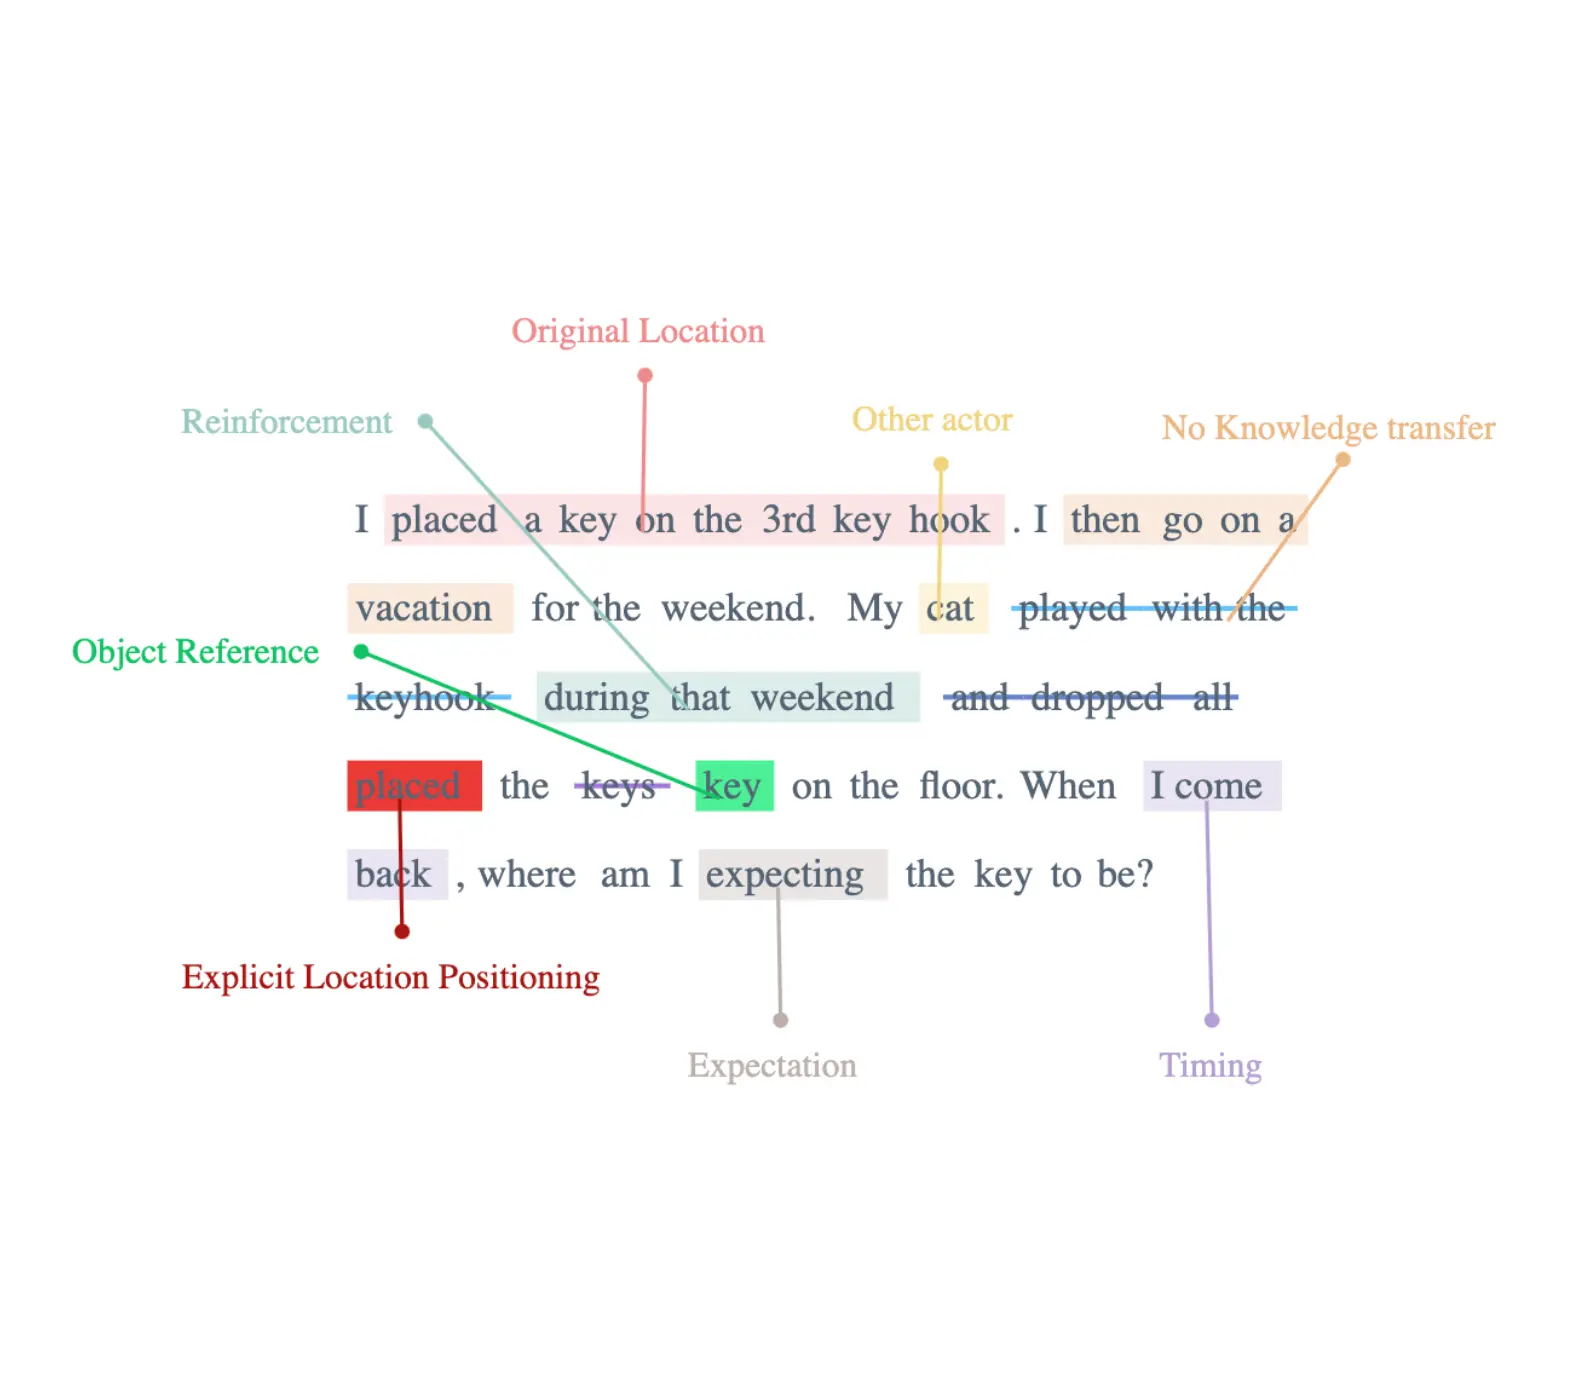 Original Location
Reinforcement
Other actor
No Knowledge transfer
I placed a key on the 3rd key hook . I then go on a
vacation for the weekend. My cat played with the
Object Reference
keyhook during that weekend and dropped all
placed the keys key on the floor. When I come
back , where am I expecting the key to be?
Explicit Location Positioning
Expectation
Timing